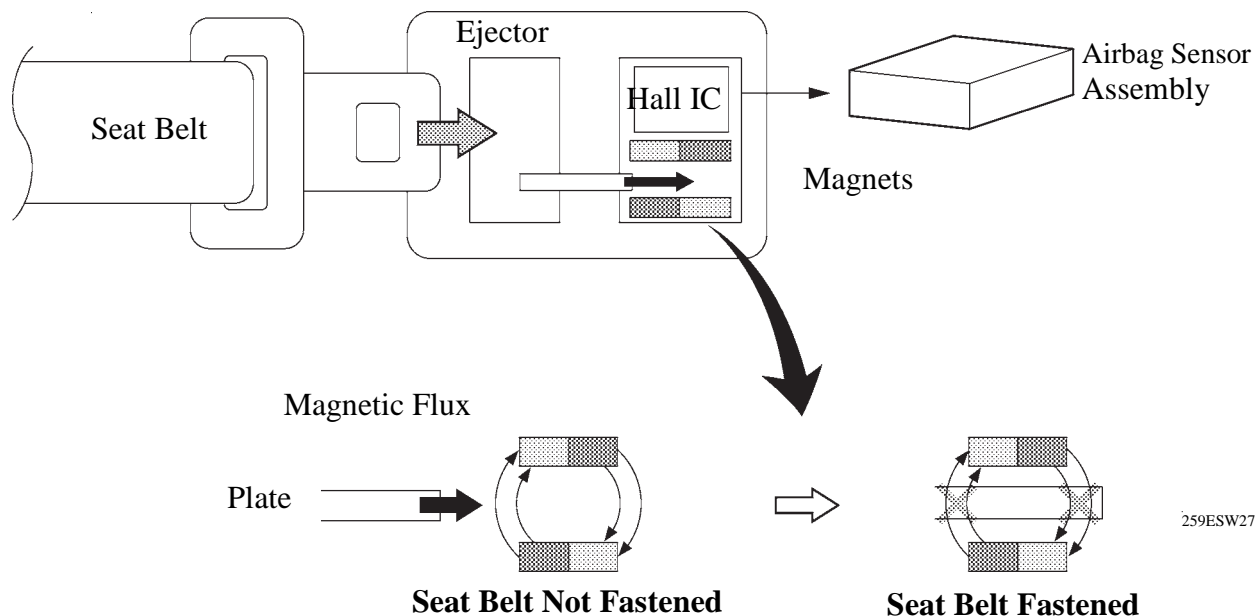 Ejector
Seat Belt
Hall IC
Airbag Sensor
Assembly
Magnets
Magnetic Flux
Plate
259ESW27
Seat Belt Not Fastened
Seat Belt Fastened